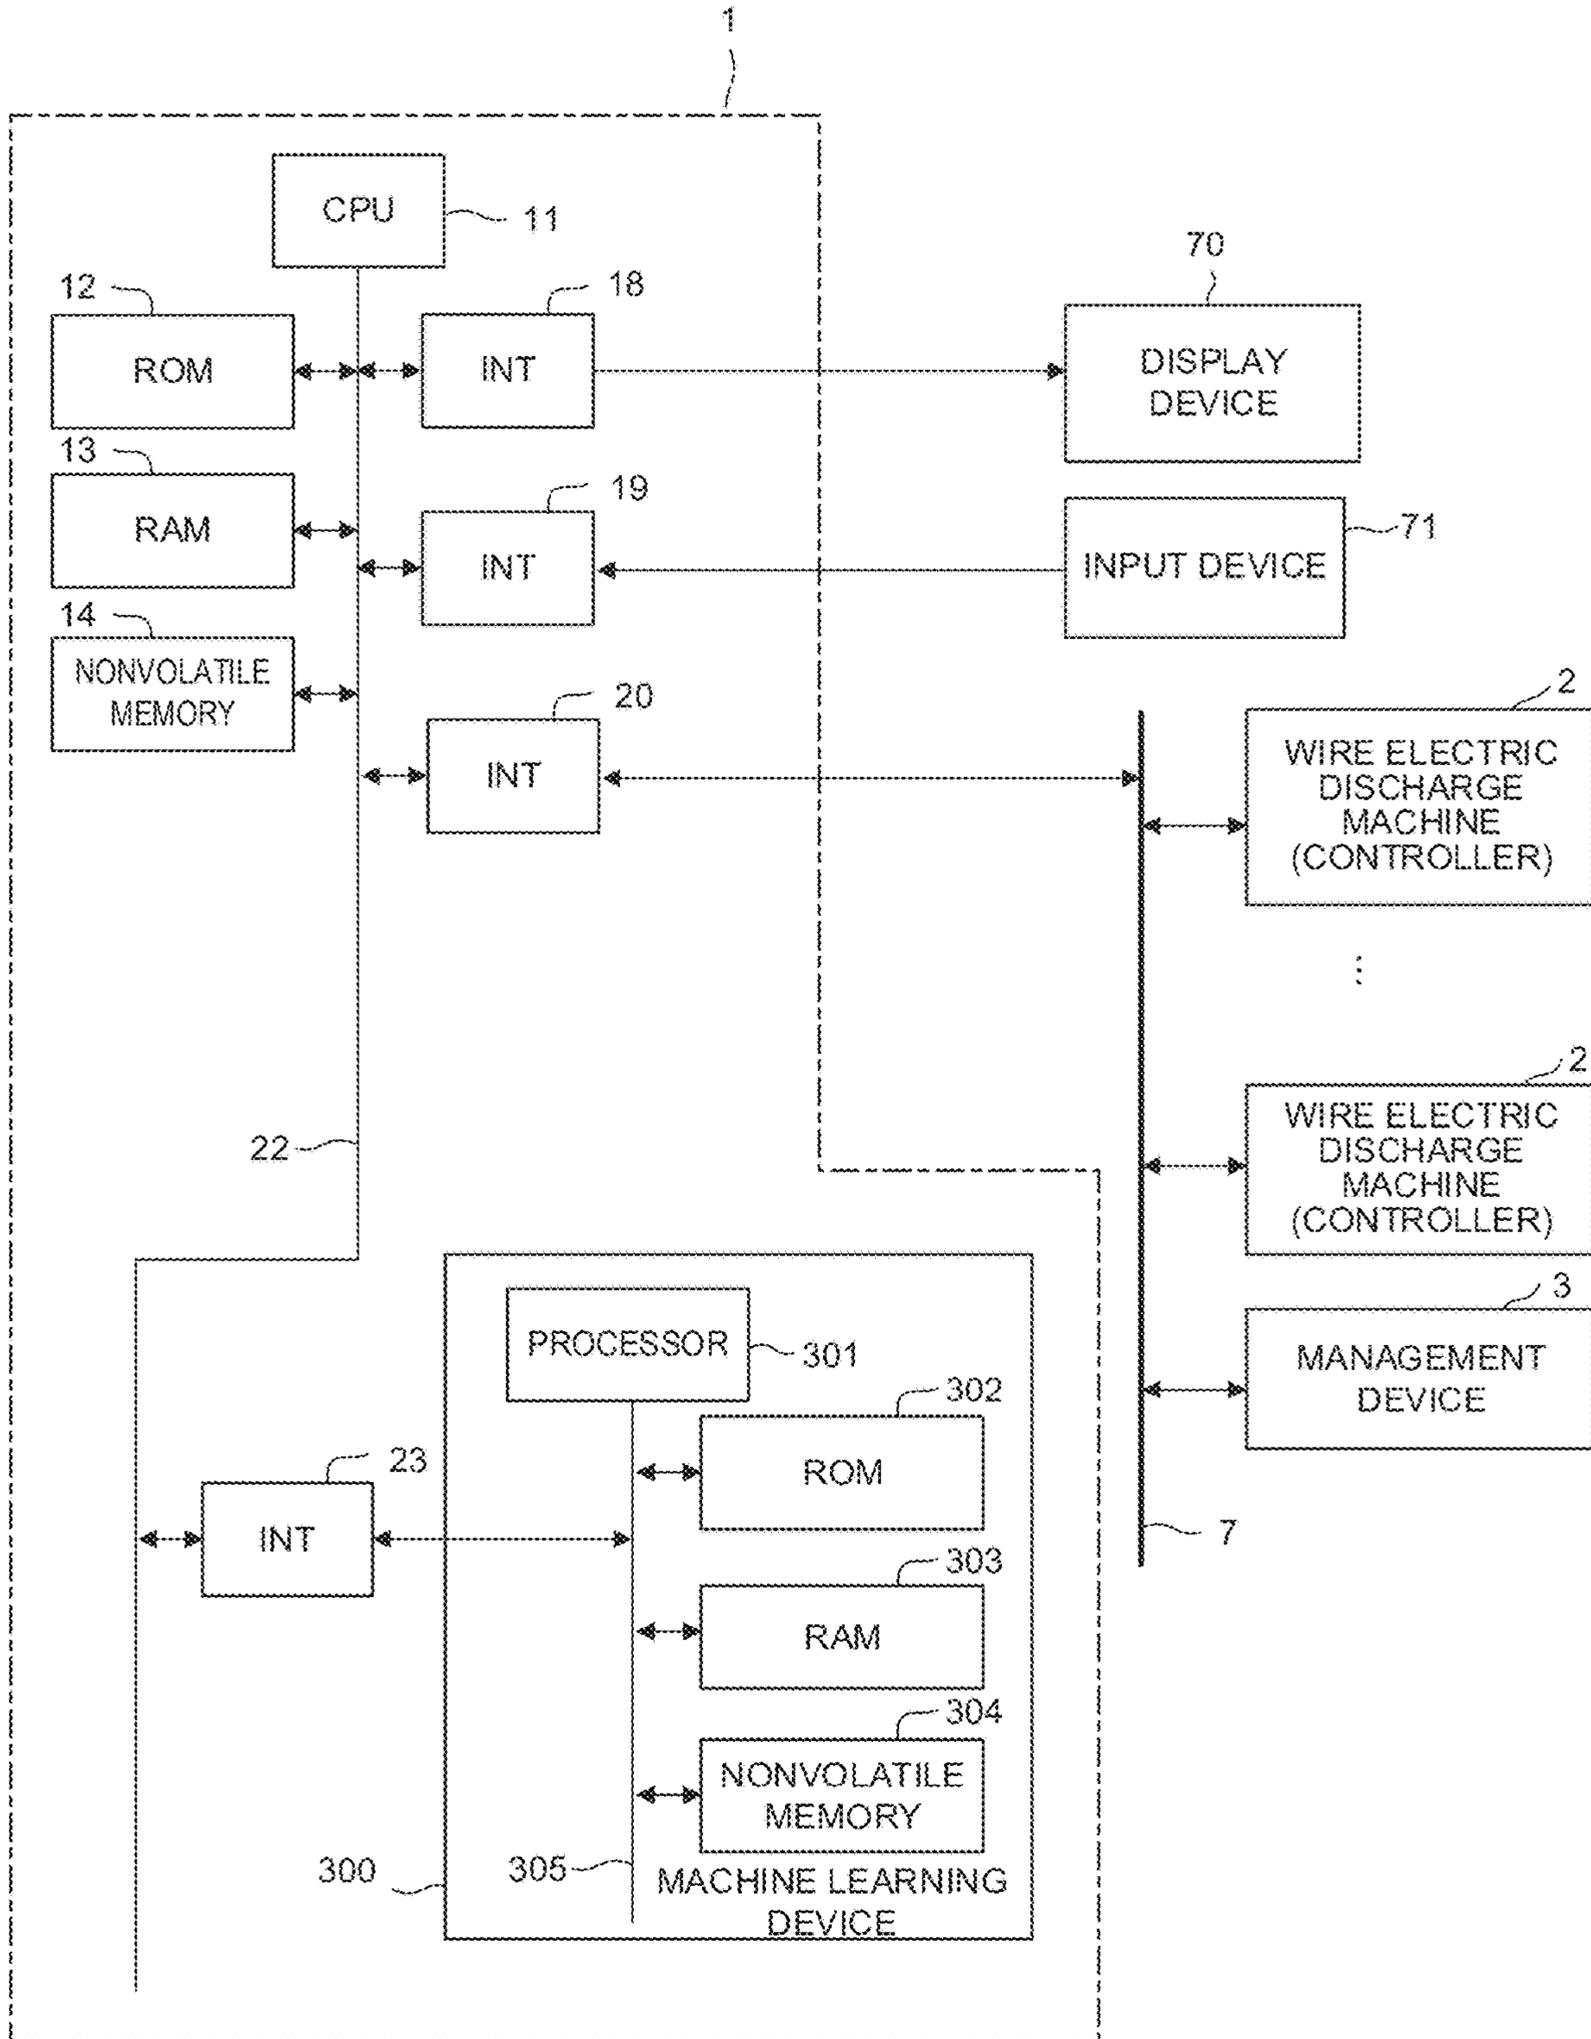 1
CPU
11
12
ROM
18
INT
70
DISPLAY
DEVICE
13
RAM
19
INT
INPUT DEVICE
71
14
NONVOLATILE
MEMORY
20
INT
2
WIRE ELECTRIC
DISCHARGE
MACHINE
(CONTROLLER)
⋮
2
WIRE ELECTRIC
DISCHARGE
MACHINE
(CONTROLLER)
22
3
MANAGEMENT
DEVICE
7
PROCESSOR
301
302
ROM
23
INT
303
RAM
304
NONVOLATILE
MEMORY
300
305
MACHINE LEARNING
DEVICE